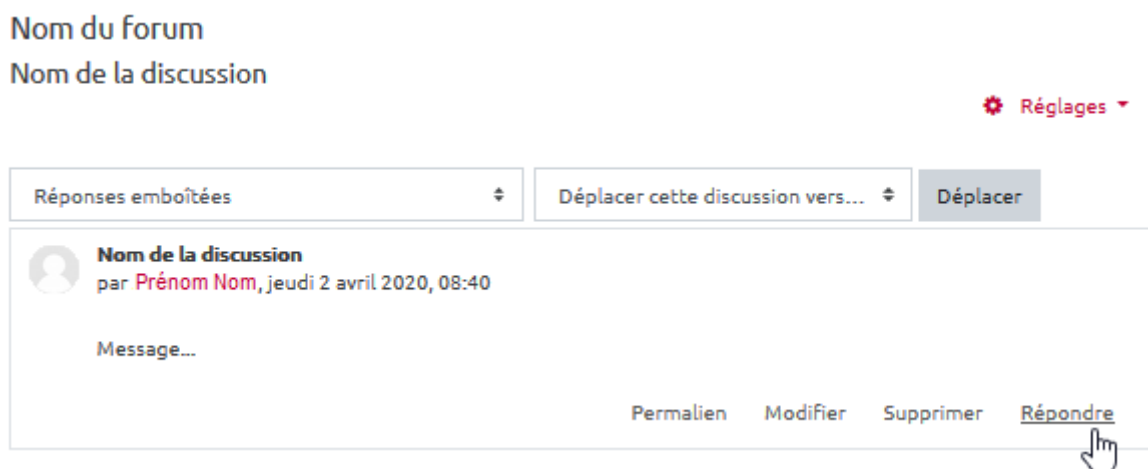 Nom du forum
Nom de la discussion
Réglages
Réponses emboîtées Déplacer cette discussion vers... Déplacer
Nom de la discussion
par Prénom Nom, jeudi 2 avril 2020, 08:40
Message...
Permalien Modifier Supprimer Répondre